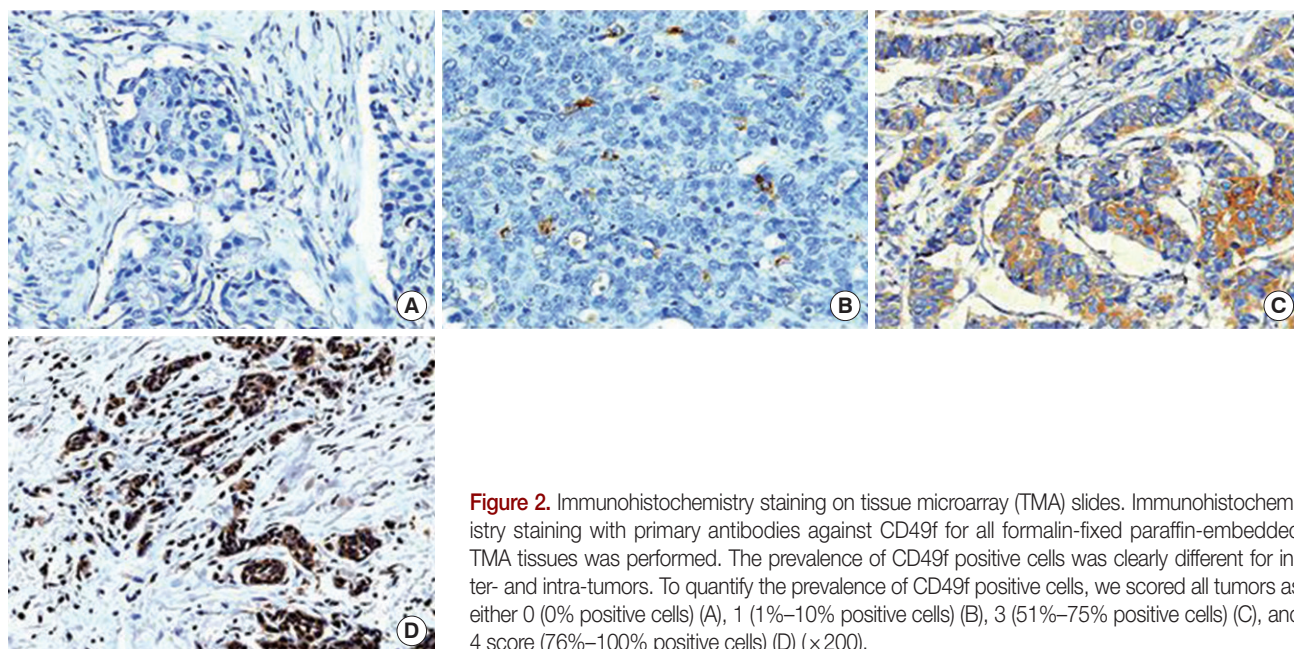 A
B
C
D
Figure 2. Immunohistochemistry staining on tissue microarray (TMA) slides. Immunohistochem-
istry staining with primary antibodies against CD49f for all formalin-fixed paraffin-embedded
TMA tissues was performed. The prevalence of CD49f positive cells was clearly different for in-
ter- and intra-tumors. To quantify the prevalence of CD49f positive cells, we scored all tumors as
either 0 (0% positive cells) (A), 1 (1%–10% positive cells) (B), 3 (51%–75% positive cells) (C), and
4 score (76%–100% positive cells) (D) (×200).